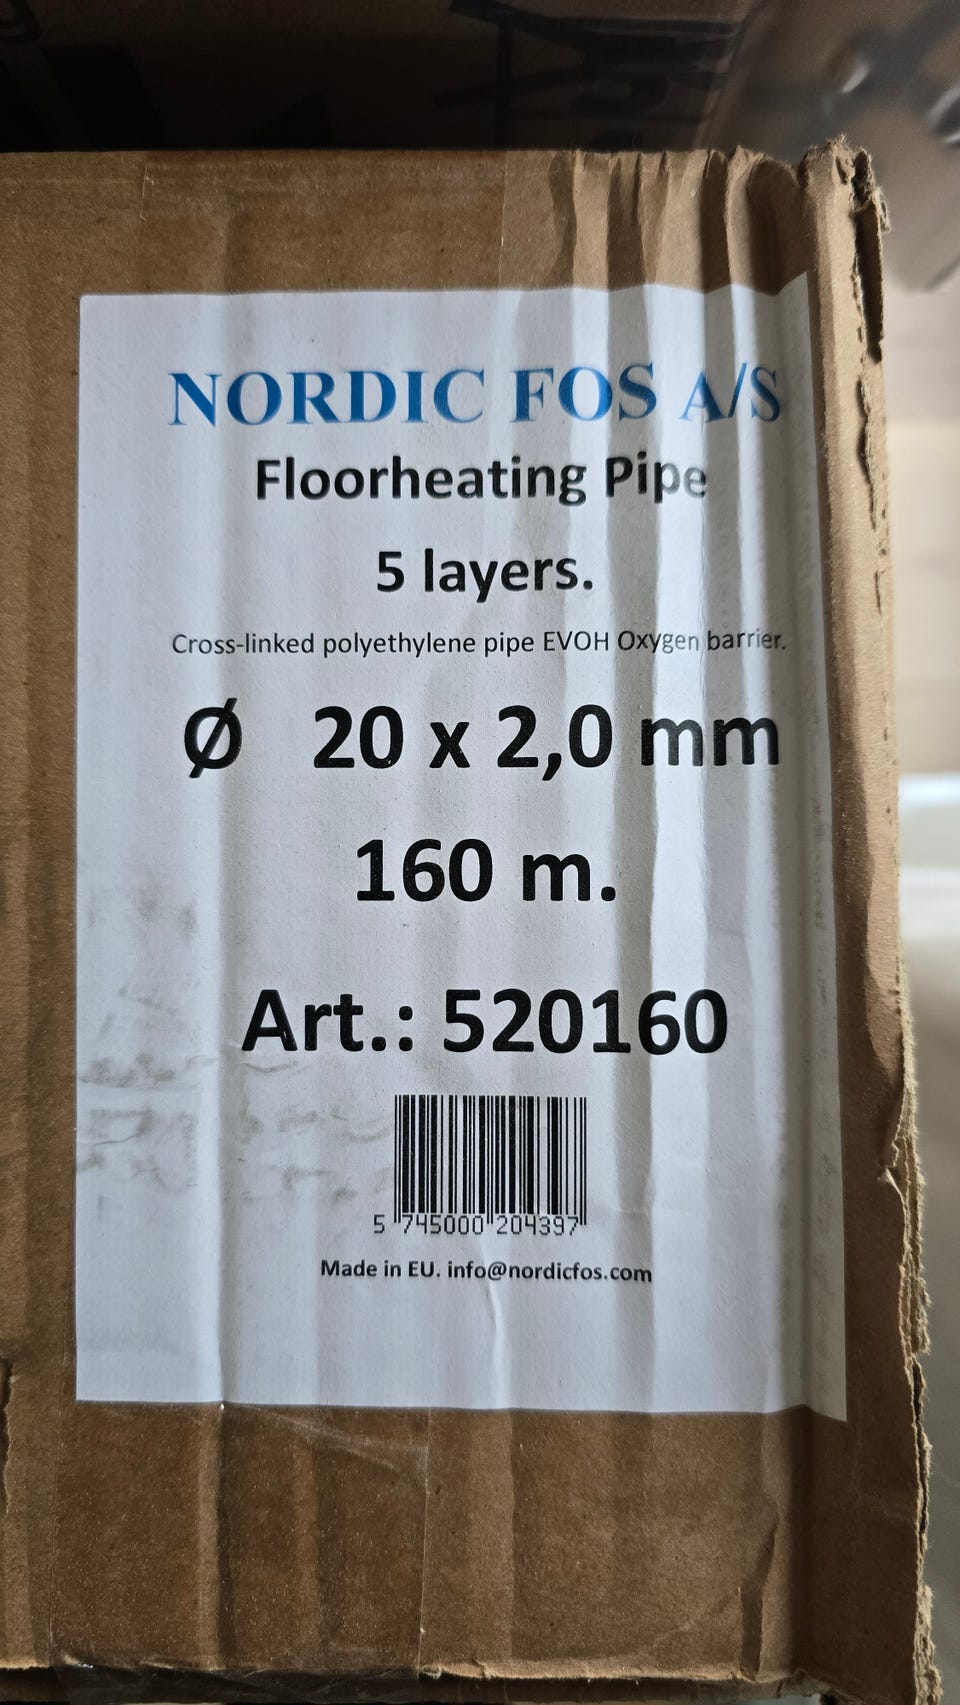 NORDIC FOS A/S
Floorheating Pipe
5 layers.
Cross-linked polyethylene pipe EVOH Oxygen barrier.
Ø 20 x 2,0 mm
160 m.
Art.: 520160
5 745000 204397
Made in EU. info@nordicfos.com